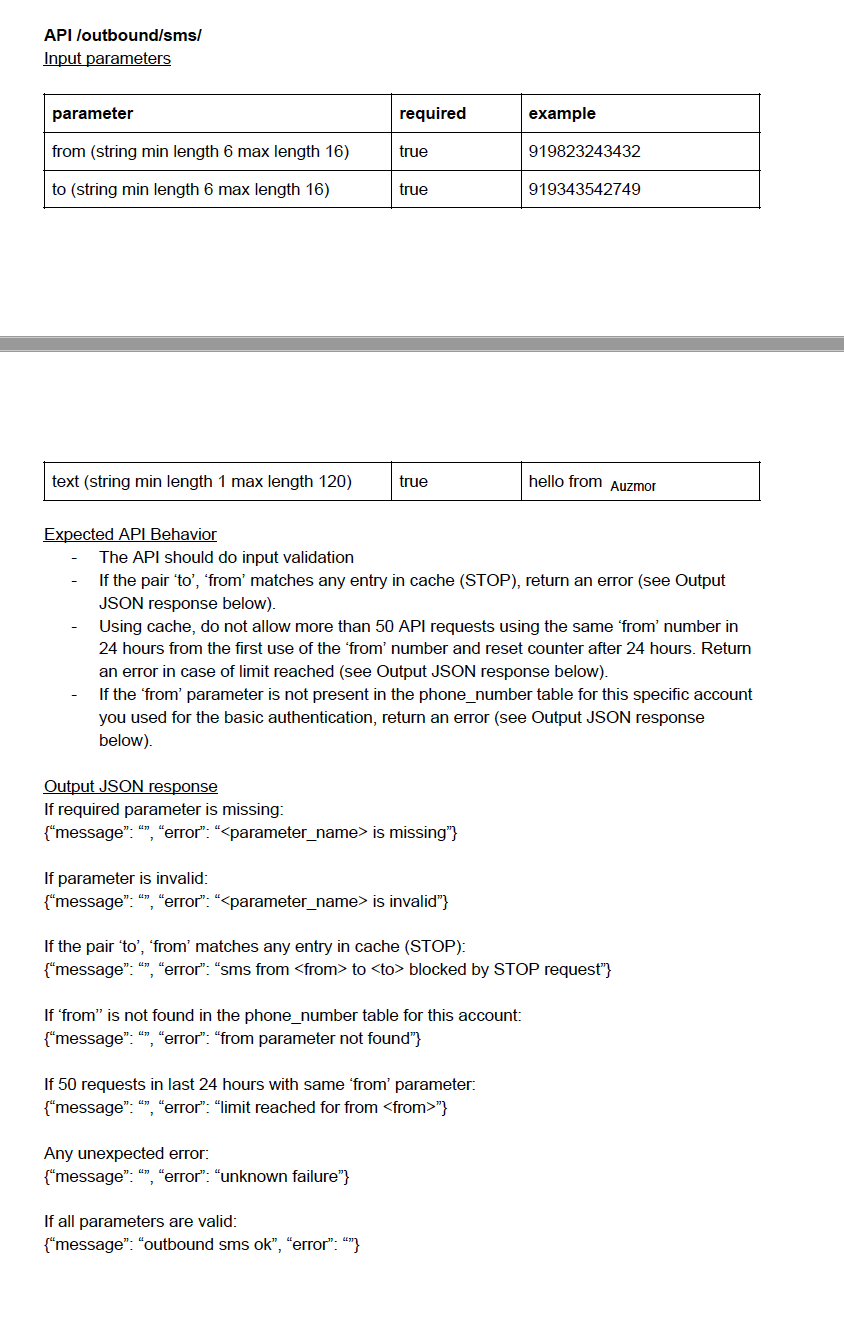 API /outbound/sms/
Input parameters
parameter required example
from (string min length 6 max length 16) true 919823243432
to (string min length 6 max length 16) true 919343542749
text (string min length 1 max length 120) true hello from Auzmor
Expected API Behavior
- The API should do input validation
- If the pair ‘to’, ‘from’ matches any entry in cache (STOP), return an error (see Output
JSON response below).
- Using cache, do not allow more than 50 API requests using the same ‘from’ number in
24 hours from the first use of the ‘from’ number and reset counter after 24 hours. Return
an error in case of limit reached (see Output JSON response below).
- If the ‘from’ parameter is not present in the phone_number table for this specific account
you used for the basic authentication, return an error (see Output JSON response
below).
Output JSON response
If required parameter is missing:
{“message”: “”, “error”: “<parameter_name> is missing”}
If parameter is invalid:
{“message”: “”, “error”: “<parameter_name> is invalid”}
If the pair ‘to’, ‘from’ matches any entry in cache (STOP):
{“message”: “”, “error”: “sms from <from> to <to> blocked by STOP request”}
If ‘from’’ is not found in the phone_number table for this account:
{“message”: “”, “error”: “from parameter not found”}
If 50 requests in last 24 hours with same ‘from’ parameter:
{“message”: “”, “error”: “limit reached for from <from>”}
Any unexpected error:
{“message”: “”, “error”: “unknown failure”}
If all parameters are valid:
{“message”: “outbound sms ok”, “error”: “”}